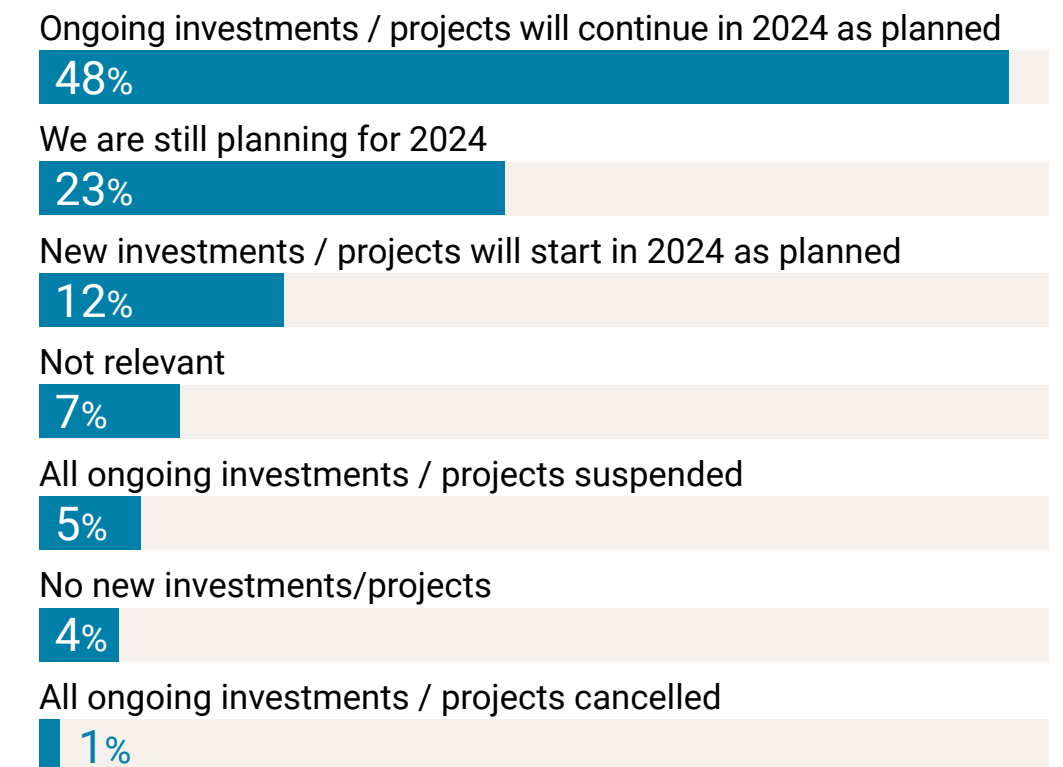 Ongoing investments / projects will continue in 2024 as planned
48%
We are still planning for 2024
23%
New investments / projects will start in 2024 as planned
12%
Not relevant
7%
All ongoing investments / projects suspended
5%
No new investments/projects
4%
All ongoing investments / projects cancelled
1%